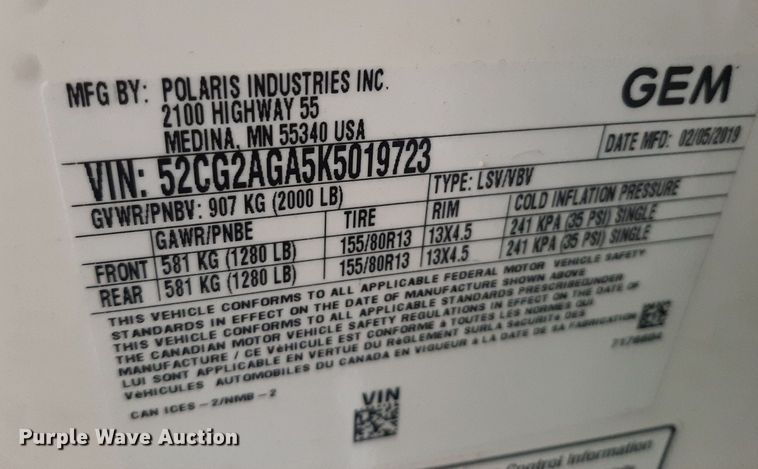 MFG BY: POLARIS INDUSTRIES INC.
2100 HIGHWAY 55
MEDINA, MN 55340 USA
GEM
DATE MFD: 02/05/2019
VIN: 52CG2AGA5K5019723
TYPE: LSV/VBV
GVWR/PNBV: 907 KG (2000 LB)
GAWR/PNBE TIRE RIM COLD INFLATION PRESSURE
FRONT 581 KG (1280 LB) 155/80R13 13X4.5 241 KPA (35 PSI) SINGLE
REAR 581 KG (1280 LB) 155/80R13 13X4.5 241 KPA (35 PSI) SINGLE
THIS VEHICLE CONFORMS TO ALL APPLICABLE FEDERAL MOTOR VEHICLE SAFETY
STANDARDS IN EFFECT ON THE DATE OF MANUFACTURE SHOWN ABOVE
THIS VEHICLE CONFORMS TO ALL APPLICABLE STANDARDS PRESCRIBEDUNDER
THE CANADIAN MOTOR VEHICLE SAFETY REGULATIONS IN EFFECT ON THE DATE OF
MANUFACTURE / CE VéHICULE EST CONFORME à TOUTES LES NORMES QUI
LUI SONT APPLICABLE EN VERTUE DU RèGLEMENT SURLA SéCURITé DES
VéHICULES AUTOMOBILES DU CANADA EN VIGUEUR à LA DATE DE SA FABRICATION
CAN ICES-2/NMB-2
VIN
Control Information
Purple Wave Auction